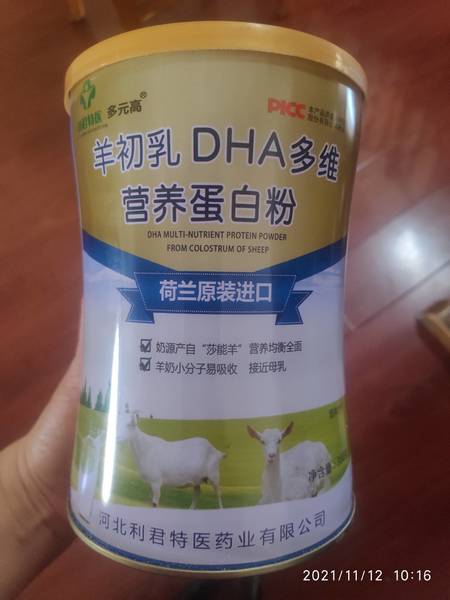 多元高®
PICC
羊初乳 DHA多维
营养蛋白粉
DHA MULTI-NUTRIENT PROTEIN POWDER
FROM COLOSTRUM OF SHEEP
荷兰原装进口
奶源产自“莎能羊” 营养均衡全面
羊奶小分子易吸收 接近母乳
净含量
河北利君特医药业有限公司
2021/11/12 10:16